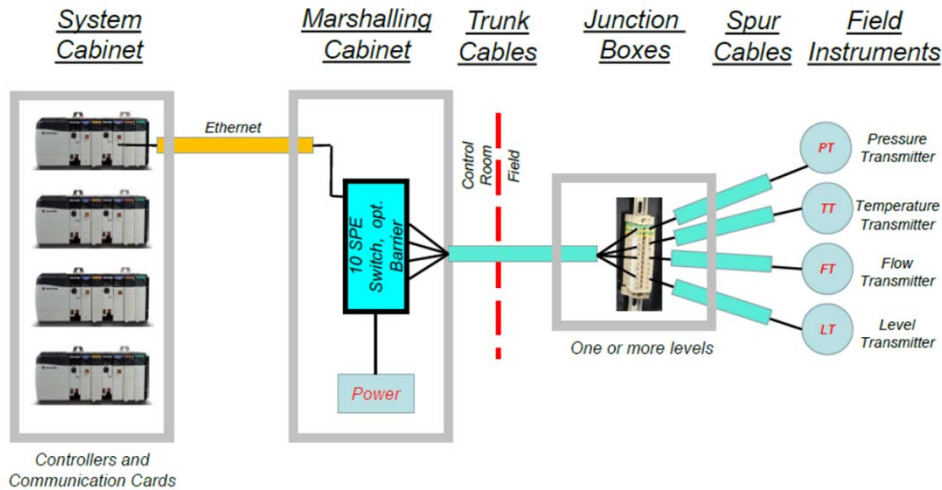 System
Cabinet
Marshalling
Cabinet
Trunk
Cables
Junction
Boxes
Spur
Cables
Field
Instruments
Ethernet
10 SPE
Switch, opt.
Barrier
Power
Control
Room
Field
One or more levels
PT
Pressure
Transmitter
TT
Temperature
Transmitter
FT
Flow
Transmitter
LT
Level
Transmitter
Controllers and
Communication Cards